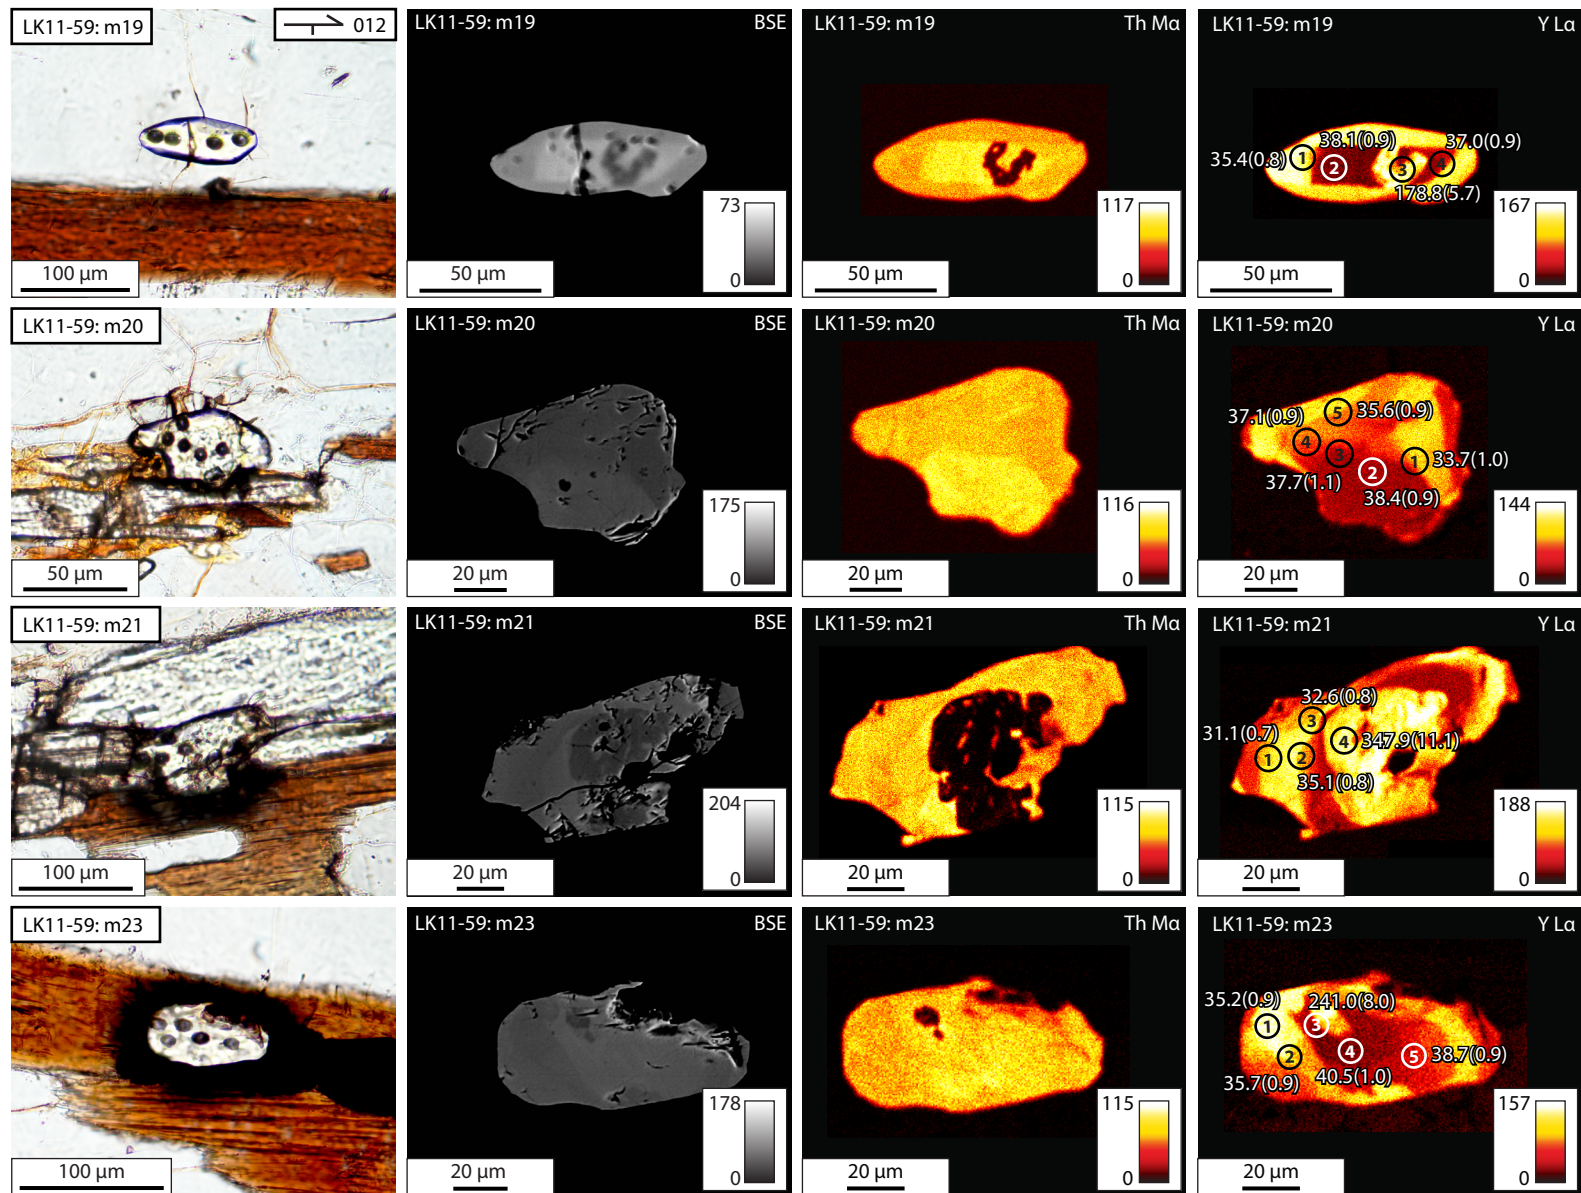 LK11-59: m19
012
100 µm
LK11-59: m19 BSE
73
0
50 µm
LK11-59: m19 Th Mα
117
0
50 µm
LK11-59: m19 Y Lα
38.1(0.9) 37.0(0.9)
35.4(0.8) 1 2 3 4
178.8(5.7)
167
0
50 µm
LK11-59: m20
50 µm
LK11-59: m20 BSE
175
0
20 µm
LK11-59: m20 Th Mα
116
0
20 µm
LK11-59: m20 Y Lα
37.1(0.9) 5 35.6(0.9)
4 3 2 1 33.7(1.0)
37.7(1.1) 38.4(0.9)
144
0
20 µm
LK11-59: m21
100 µm
LK11-59: m21 BSE
204
0
20 µm
LK11-59: m21 Th Mα
115
0
20 µm
LK11-59: m21 Y Lα
32.6(0.8)
31.1(0.7) 3 4 347.9(11.1)
1 2
35.1(0.8)
188
0
20 µm
LK11-59: m23
100 µm
LK11-59: m23 BSE
178
0
20 µm
LK11-59: m23 Th Mα
115
0
20 µm
LK11-59: m23 Y Lα
35.2(0.9) 241.0(8.0)
1 3
2 4 5 38.7(0.9)
35.7(0.9) 40.5(1.0)
157
0
20 µm